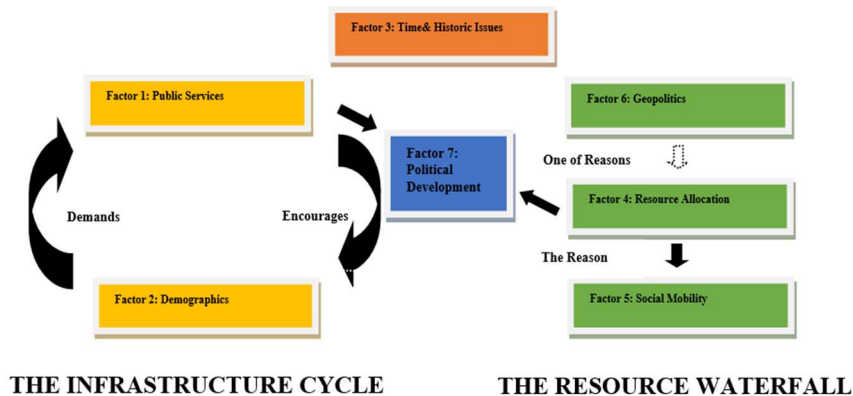 Factor 3: Time& Historic Issues
Factor 1: Public Services
Factor 6: Geopolitics
Factor 7:
Political
Development
One of Reasons
Factor 4: Resource Allocation
Demands
Encourages
The Reason
Factor 2: Demographics
Factor 5: Social Mobility
THE INFRASTRUCTURE CYCLE
THE RESOURCE WATERFALL